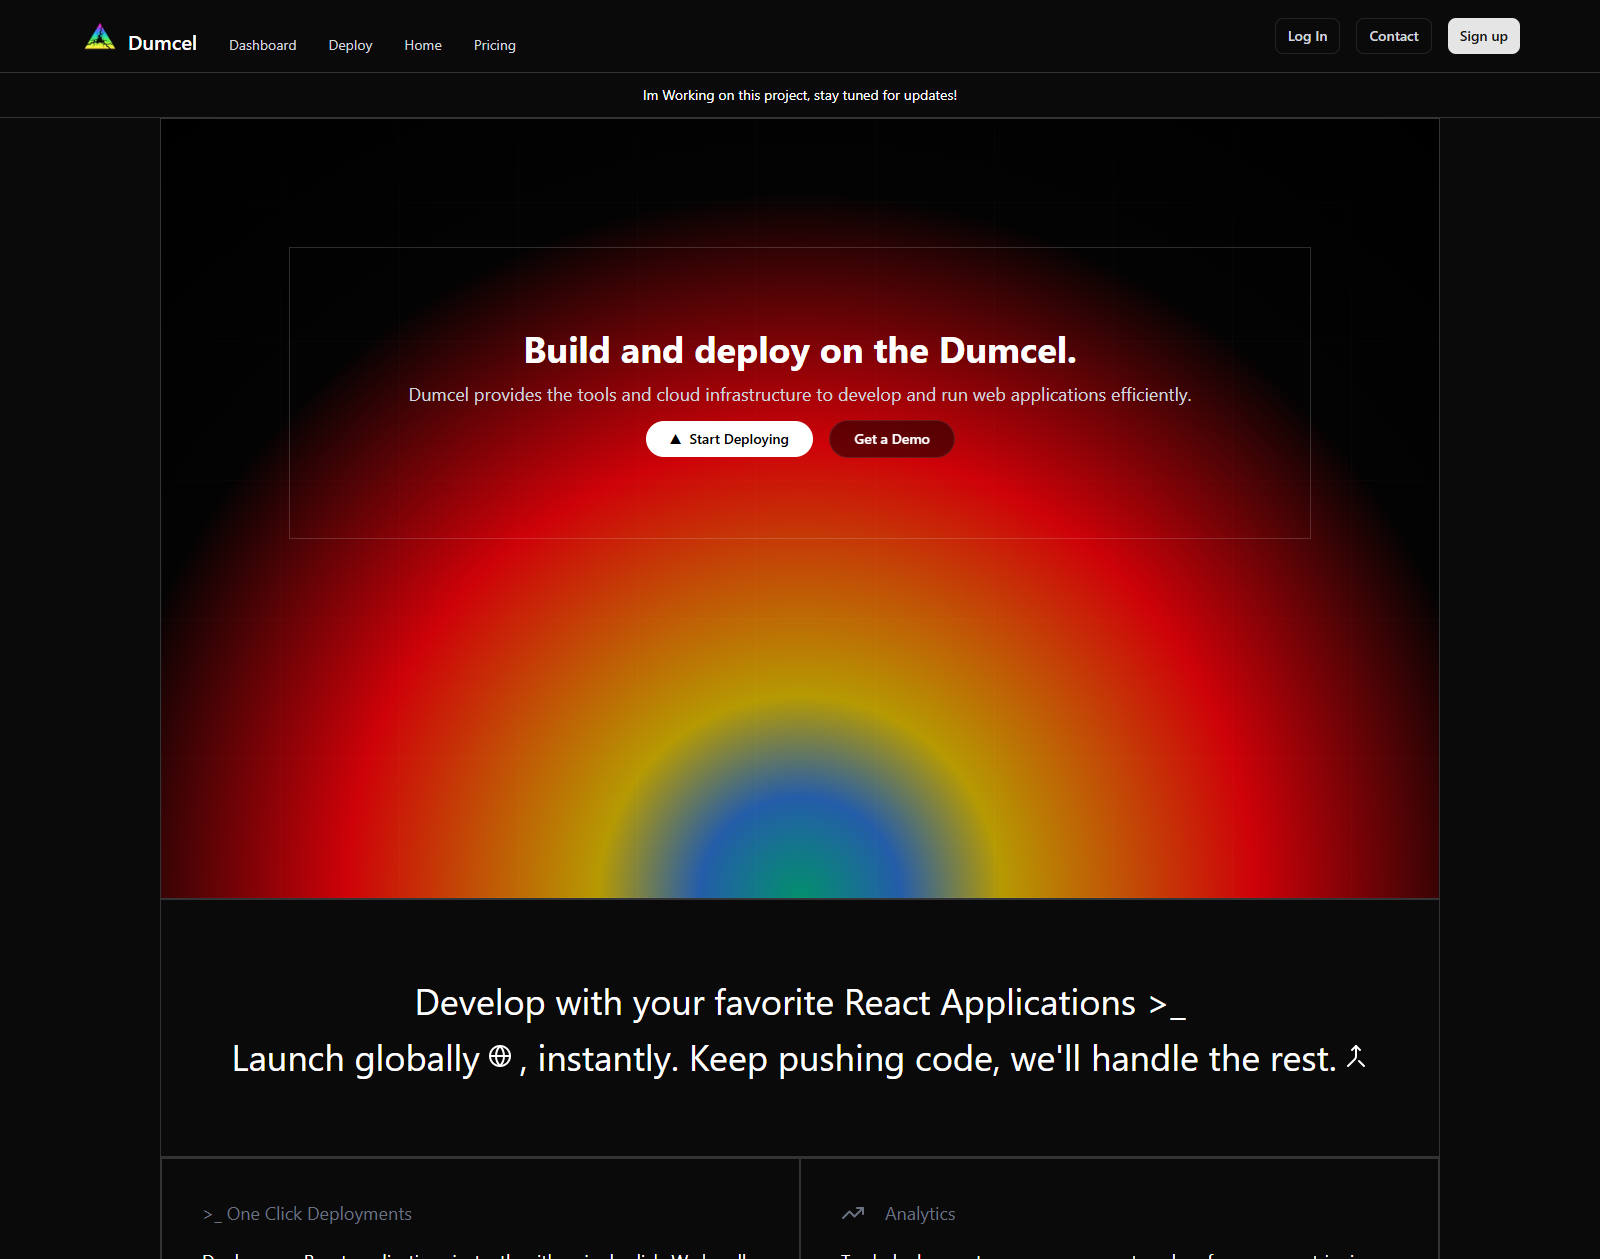 Dumcel
Dashboard
Deploy
Home
Pricing
Log In
Contact
Sign up
Im Working on this project, stay tuned for updates!
Build and deploy on the Dumcel.
Dumcel provides the tools and cloud infrastructure to develop and run web applications efficiently.
▲ Start Deploying
Get a Demo
Develop with your favorite React Applications >_
Launch globally , instantly. Keep pushing code, we'll handle the rest.
>_ One Click Deployments
Analytics